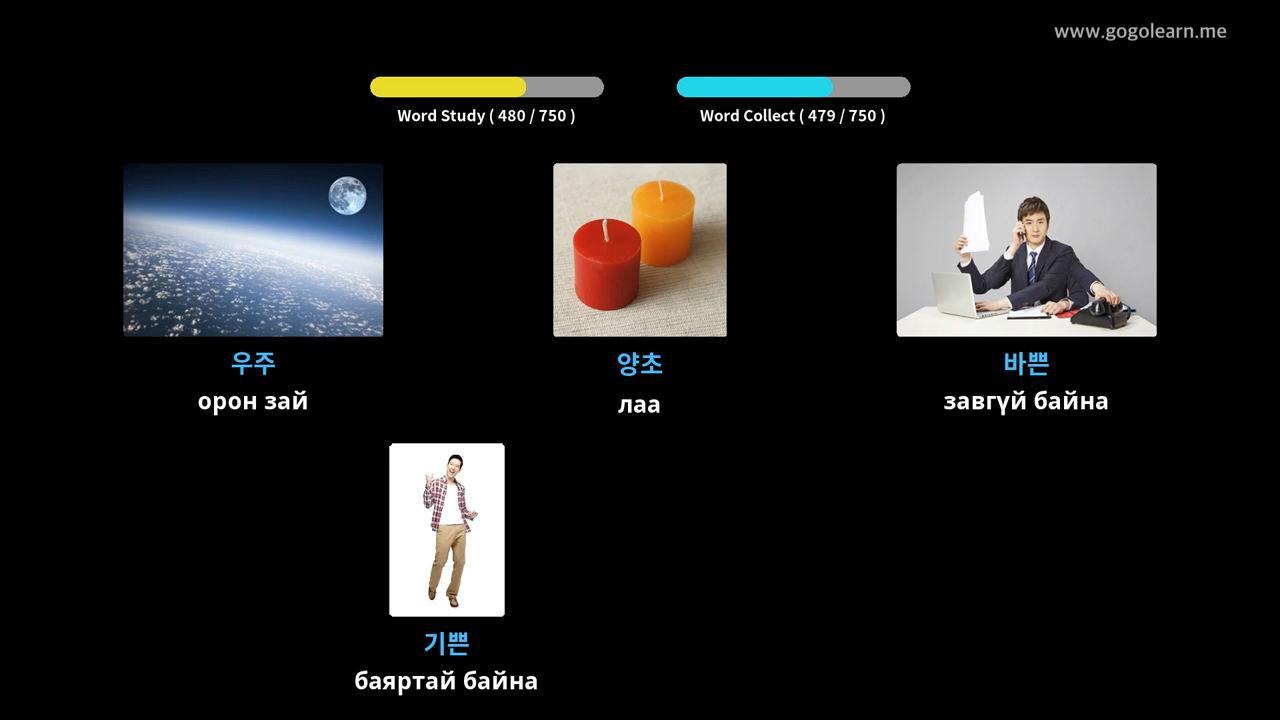 www.gogolearn.me
Word Study ( 480 / 750 )
Word Collect ( 479 / 750 )
우주
орон зай
양초
лаа
바쁜
завгүй байна
기쁜
баяртай байна